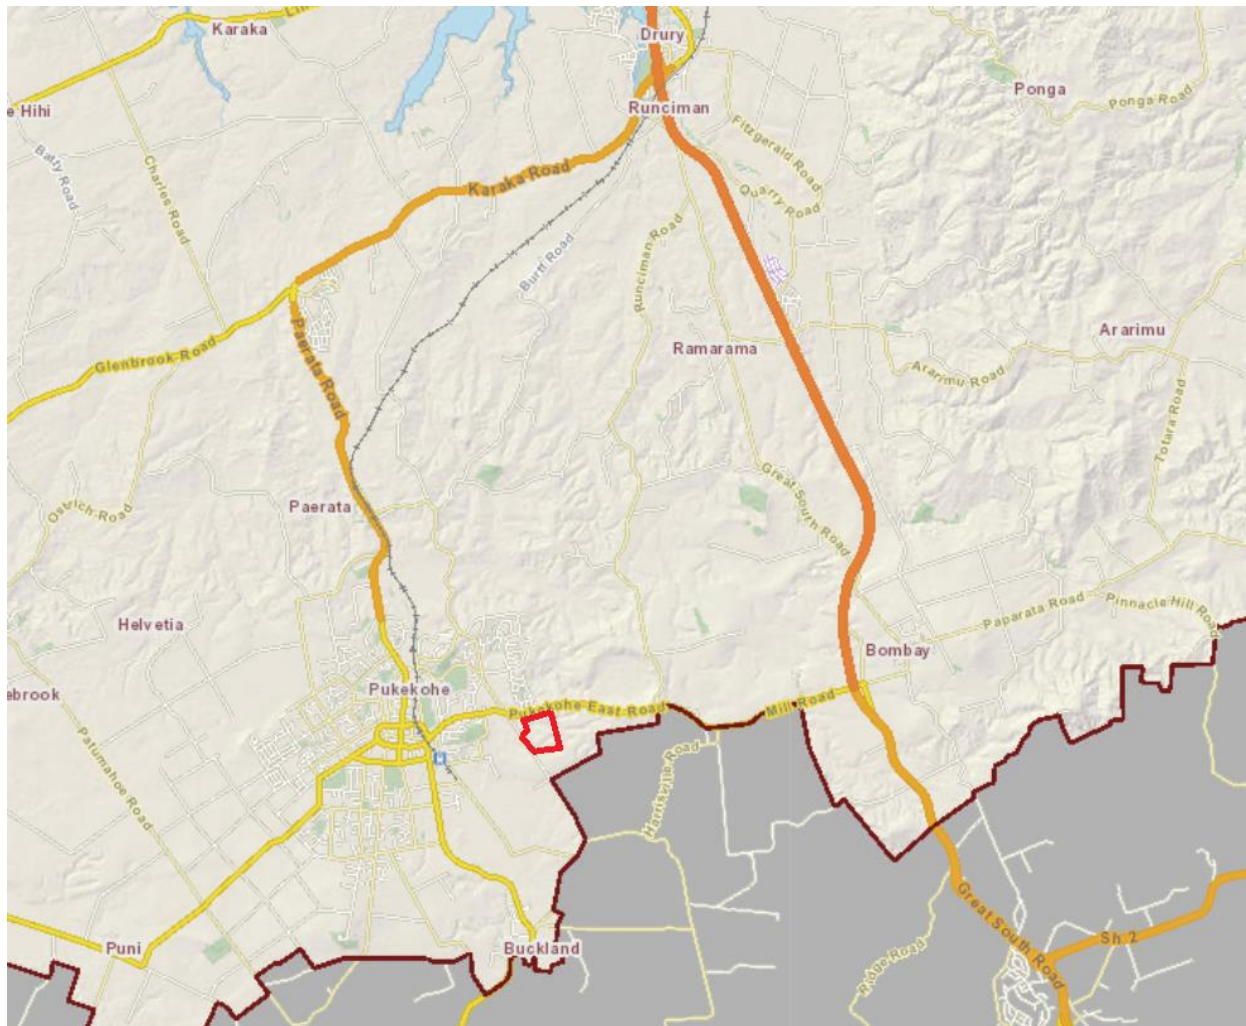 Karaka
Lin
Drury
Ponga
e Hihi
Ponga Road
Runciman
Fitzgerald Road
Batty Road
Charles Road
Karaka Road
Quarry Road
Runciman Road
Burtt Road
Ararimu
Paerata Road
Glenbrook Road
Ramarama
Ararimu Road
Totara Road
Great South Road
Ostrich Road
Paerata
Paparata Road
Pinnacle Hill Road
Helvetia
Bombay
ebrook
Pukekohe
Pukekohe East Road
Mill Road
Patumahoe Road
Harrisville Road
Great South Road
Puni
Buckland
Sh 2
Ridge Road